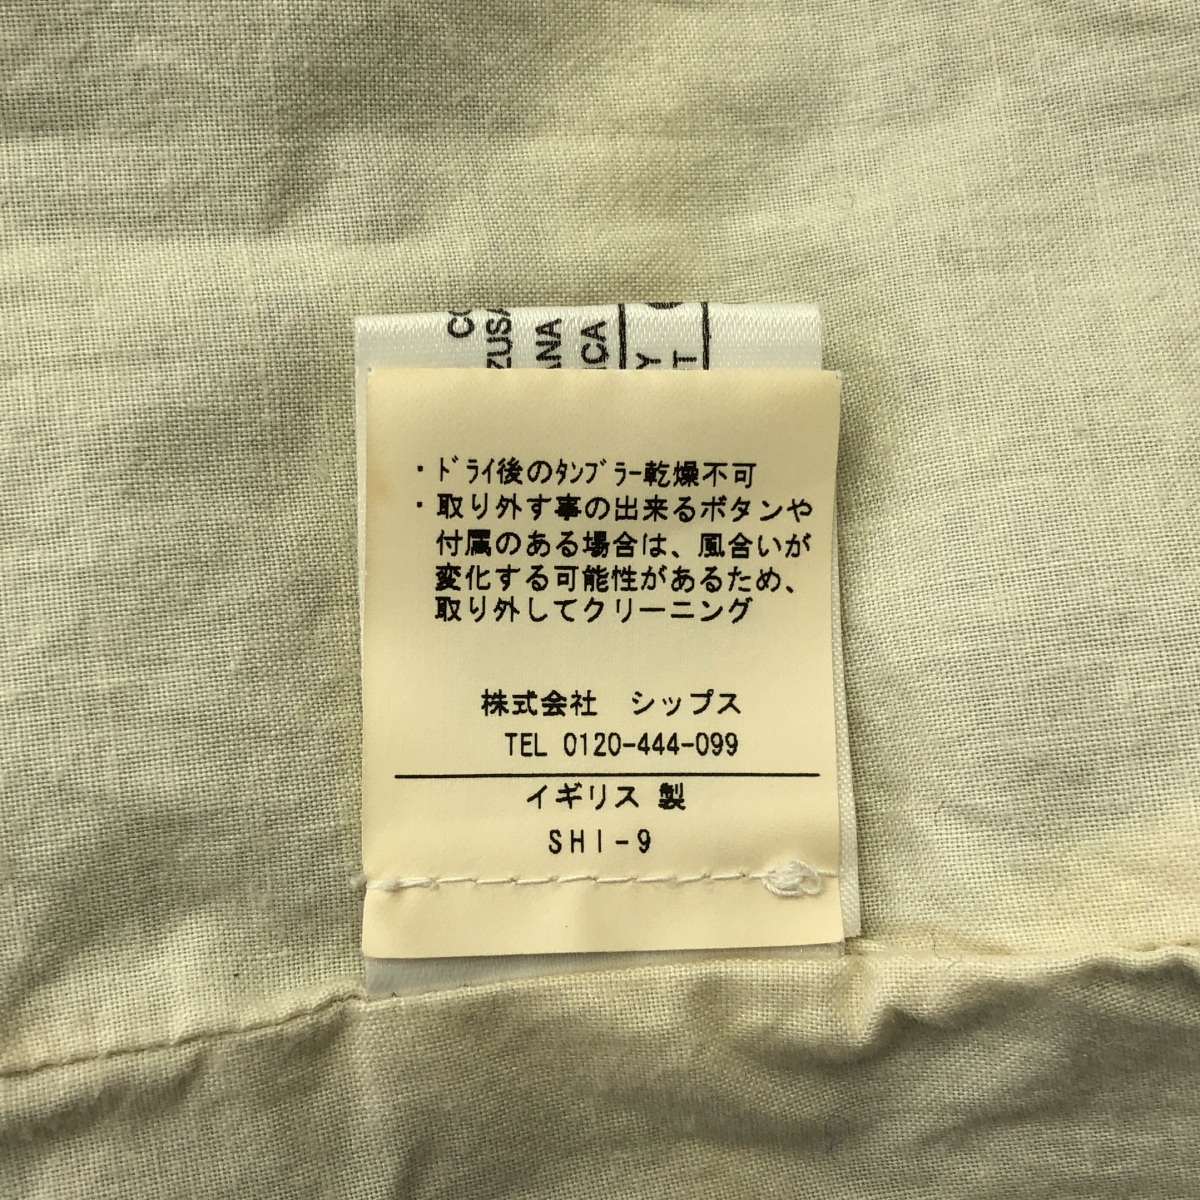 ・ﾄﾞﾗｲ後のﾀﾝﾌﾞﾗｰ乾燥不可
・取り外す事の出来るボタンや
付属のある場合は、風合いが
変化する可能性があるため、
取り外してクリーニング
株式会社　シップス
TEL 0120-444-099
イギリス 製
SHI-9